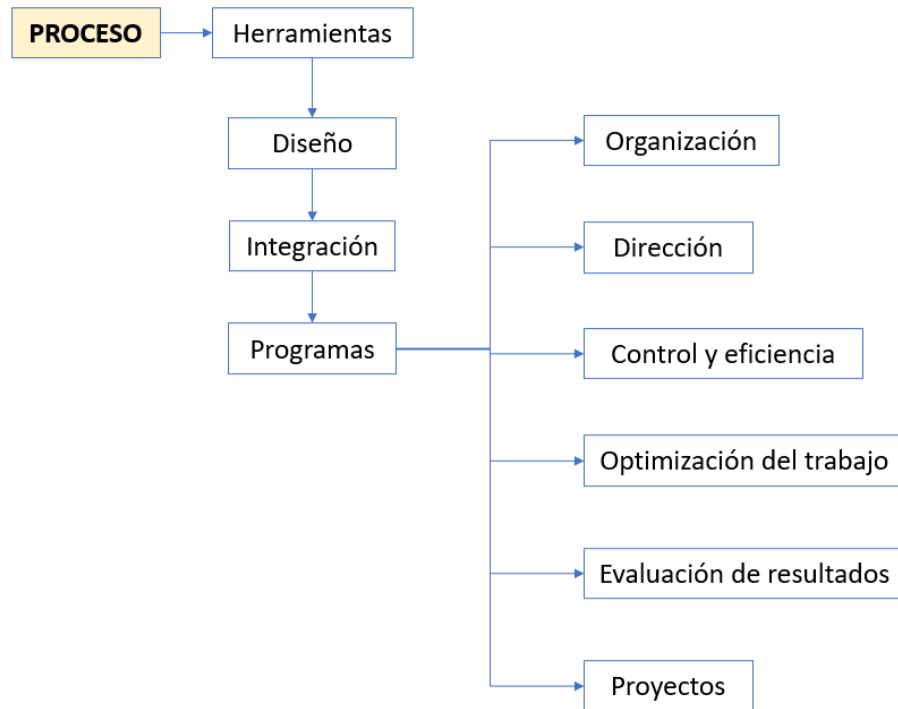 PROCESO
Herramientas
Diseño
Integración
Programas
Organización
Dirección
Control y eficiencia
Optimización del trabajo
Evaluación de resultados
Proyectos